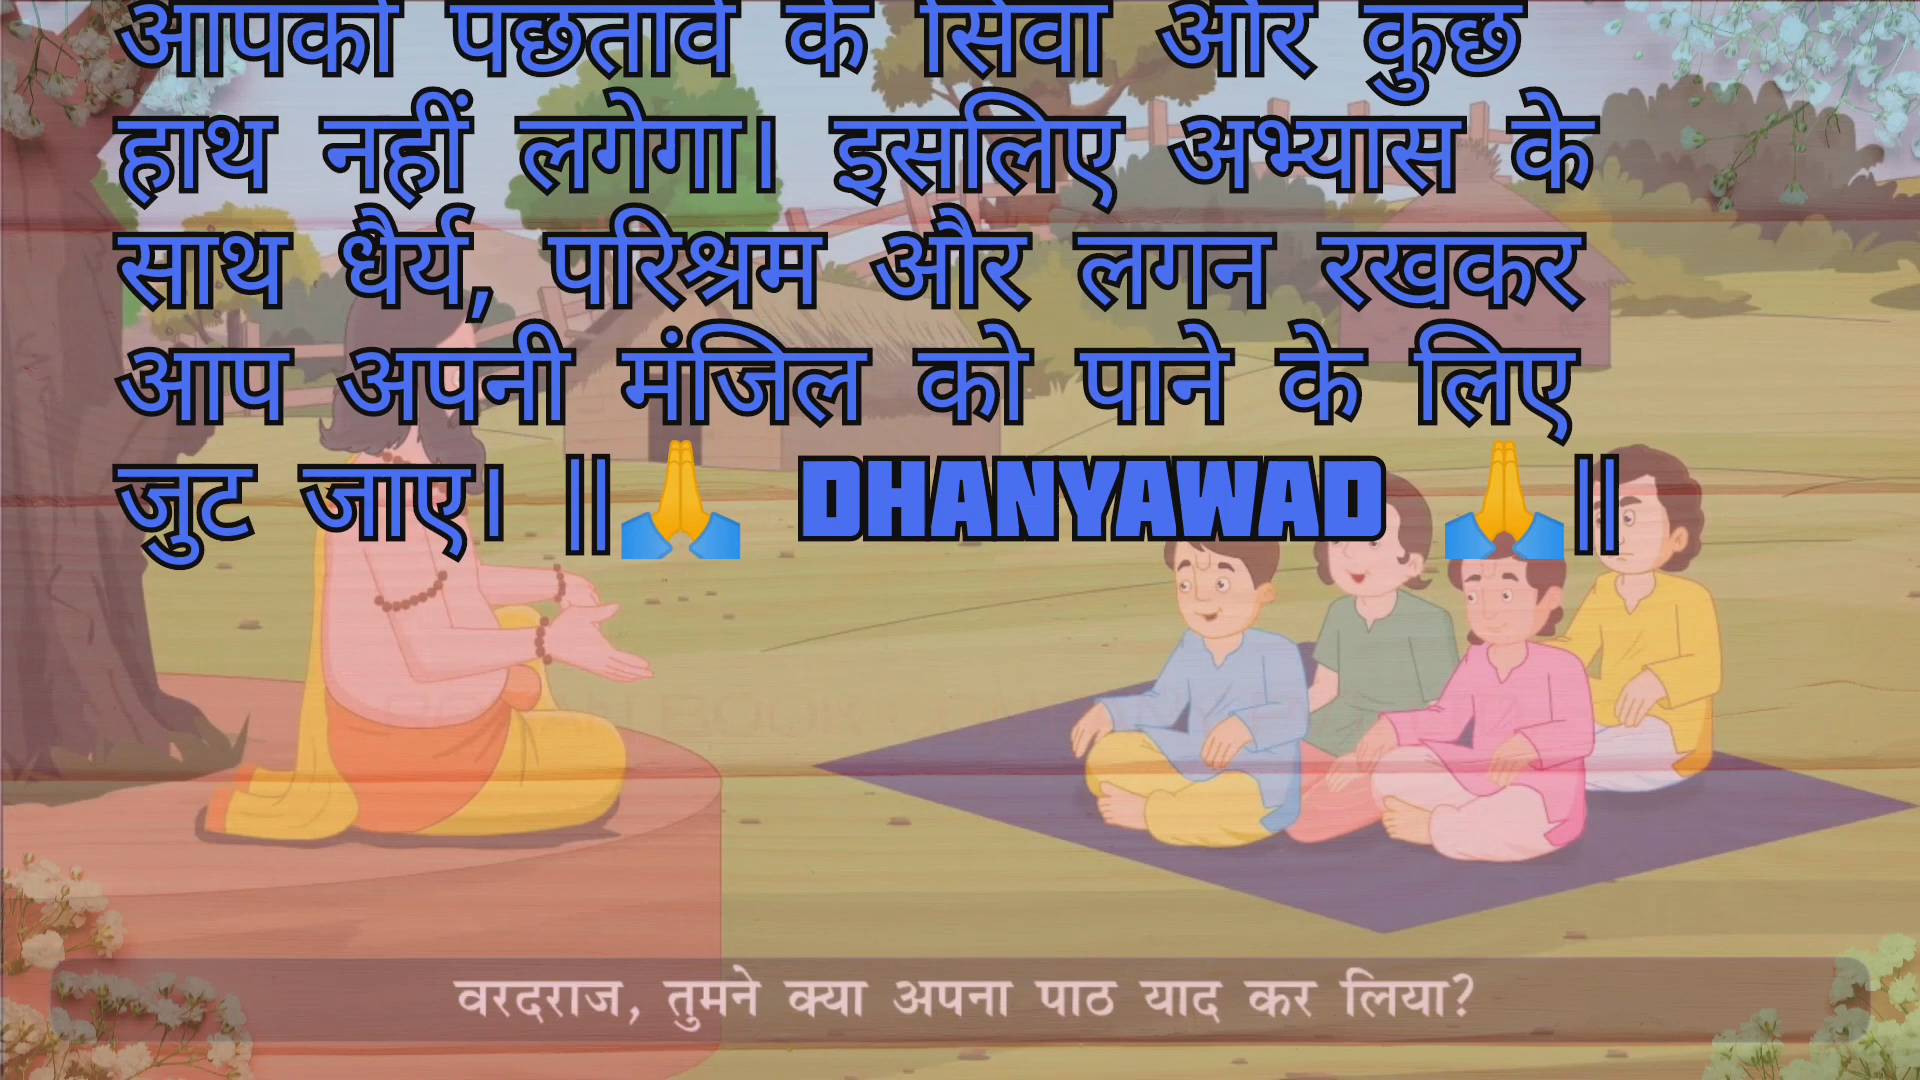 आपको पछतावे के सिवा और कुछ
हाथ नहीं लगेगा। इसलिए अभ्यास के
साथ धैर्य, परिश्रम और लगन रखकर
आप अपनी मंजिल को पाने के लिए
जुट जाए। ||🙏 DHANYAWAD 🙏||
वरदराज, तुमने क्या अपना पाठ याद कर लिया?